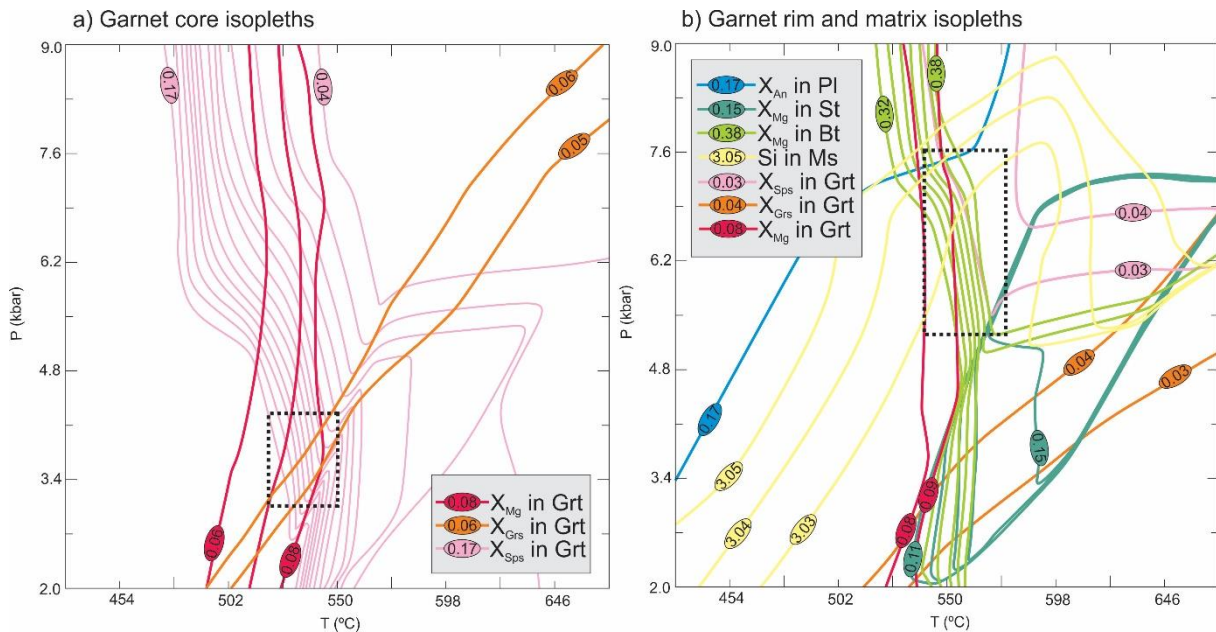 a) Garnet core isopleths
9.0
7.6
6.2
4.8
3.4
2.0
P (kbar)
454
502
550
598
646
T (ºC)
0.17
0.04
0.06
0.05
0.06
0.08
0.08 XMg in Grt
0.06 XGrs in Grt
0.17 XSps in Grt
b) Garnet rim and matrix isopleths
9.0
7.6
6.2
4.8
3.4
2.0
P (kbar)
454
502
550
598
646
T (ºC)
0.17 XAn in Pl
0.15 XMg in St
0.38 XMg in Bt
3.05 Si in Ms
0.03 XSps in Grt
0.04 XGrs in Grt
0.08 XMg in Grt
0.32
0.38
0.04
0.03
0.04
0.03
0.17
3.05
3.04
3.03
0.15
0.09
0.08
0.11